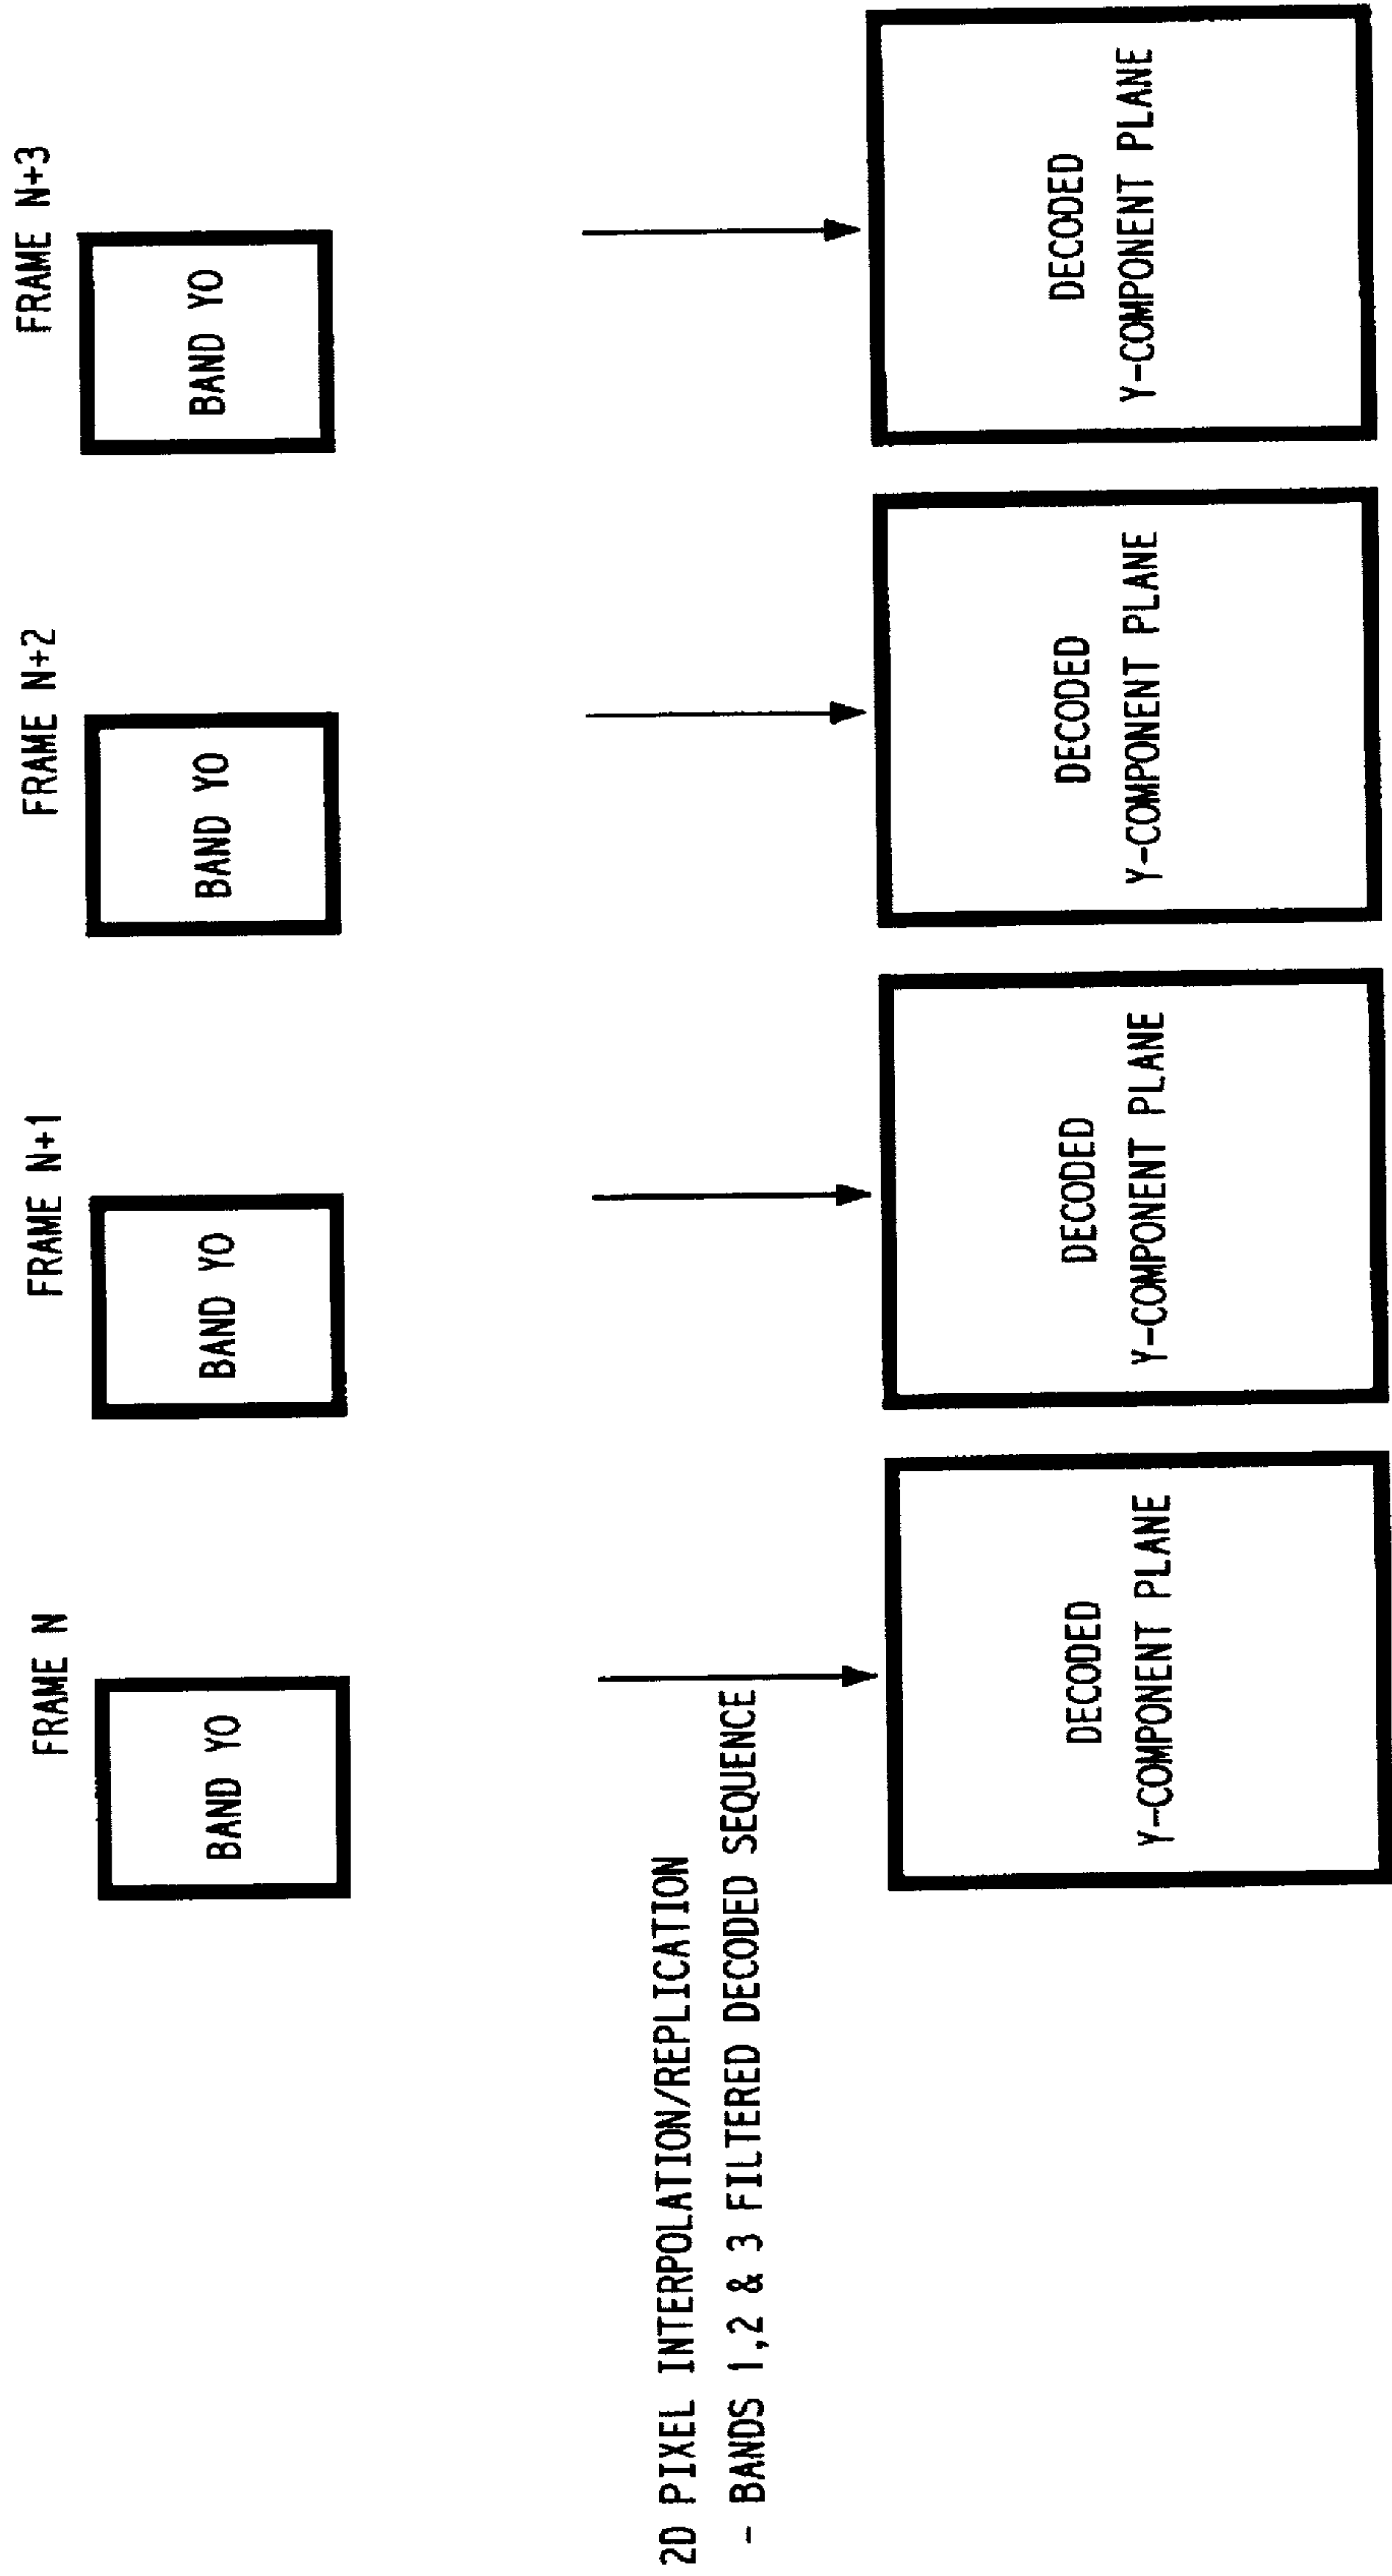 FRAME N
FRAME N+1
FRAME N+2
FRAME N+3
BAND YO
BAND YO
BAND YO
BAND YO
2D PIXEL INTERPOLATION/REPLICATION
- BANDS 1,2 & 3 FILTERED DECODED SEQUENCE
DECODED
Y-COMPONENT PLANE
DECODED
Y-COMPONENT PLANE
DECODED
Y-COMPONENT PLANE
DECODED
Y-COMPONENT PLANE